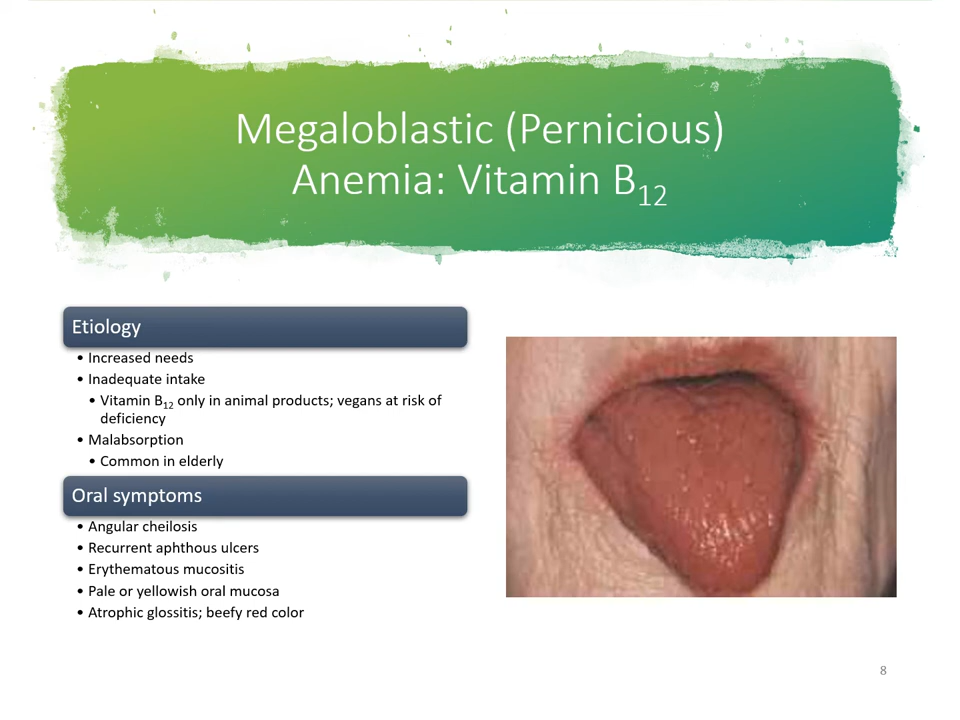 Megaloblastic (Pernicious)
Anemia: Vitamin B12
Etiology
• Increased needs
• Inadequate intake
• Vitamin B12 only in animal products; vegans at risk of
deficiency
• Malabsorption
• Common in elderly
Oral symptoms
• Angular cheilosis
• Recurrent aphthous ulcers
• Erythematous mucositis
• Pale or yellowish oral mucosa
• Atrophic glossitis; beefy red color
8